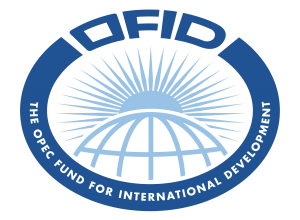 OFID
THE OPEC FUND FOR INTERNATIONAL DEVELOPMENT